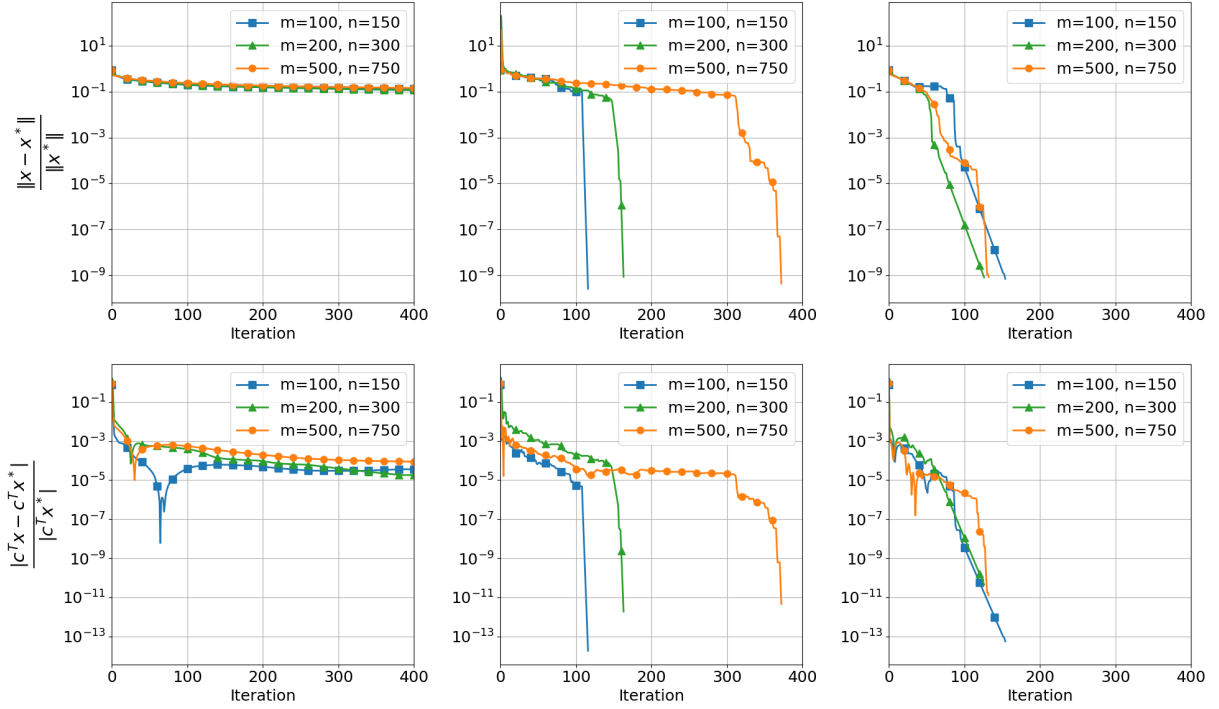 ‖x − x*‖
‖x*‖
10^1
10^-1
10^-3
10^-5
10^-7
10^-9
m=100, n=150
m=200, n=300
m=500, n=750
0 100 200 300 400
Iteration
10^1
10^-1
10^-3
10^-5
10^-7
10^-9
m=100, n=150
m=200, n=300
m=500, n=750
0 100 200 300 400
Iteration
10^1
10^-1
10^-3
10^-5
10^-7
10^-9
m=100, n=150
m=200, n=300
m=500, n=750
0 100 200 300 400
Iteration
|c^T x − c^T x*|
|c^T x*|
10^-1
10^-3
10^-5
10^-7
10^-9
10^-11
10^-13
m=100, n=150
m=200, n=300
m=500, n=750
0 100 200 300 400
Iteration
10^-1
10^-3
10^-5
10^-7
10^-9
10^-11
10^-13
m=100, n=150
m=200, n=300
m=500, n=750
0 100 200 300 400
Iteration
10^-1
10^-3
10^-5
10^-7
10^-9
10^-11
10^-13
m=100, n=150
m=200, n=300
m=500, n=750
0 100 200 300 400
Iteration